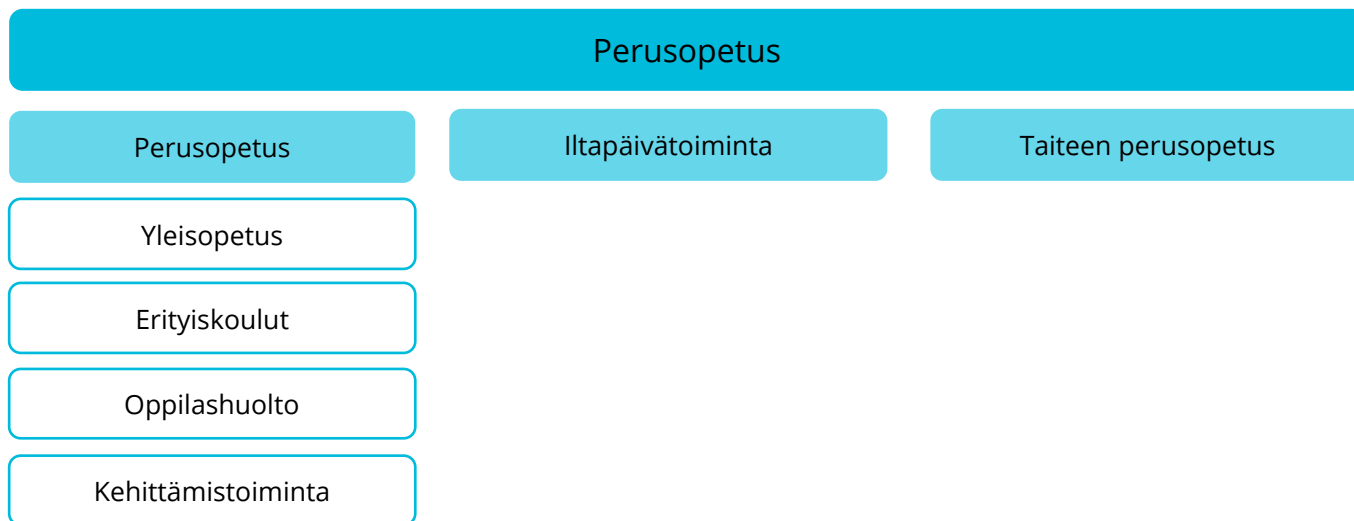 Perusopetus
Perusopetus
Iltapäivätoiminta
Taiteen perusopetus
Yleisopetus
Erityiskoulut
Oppilashuolto
Kehittämistoiminta